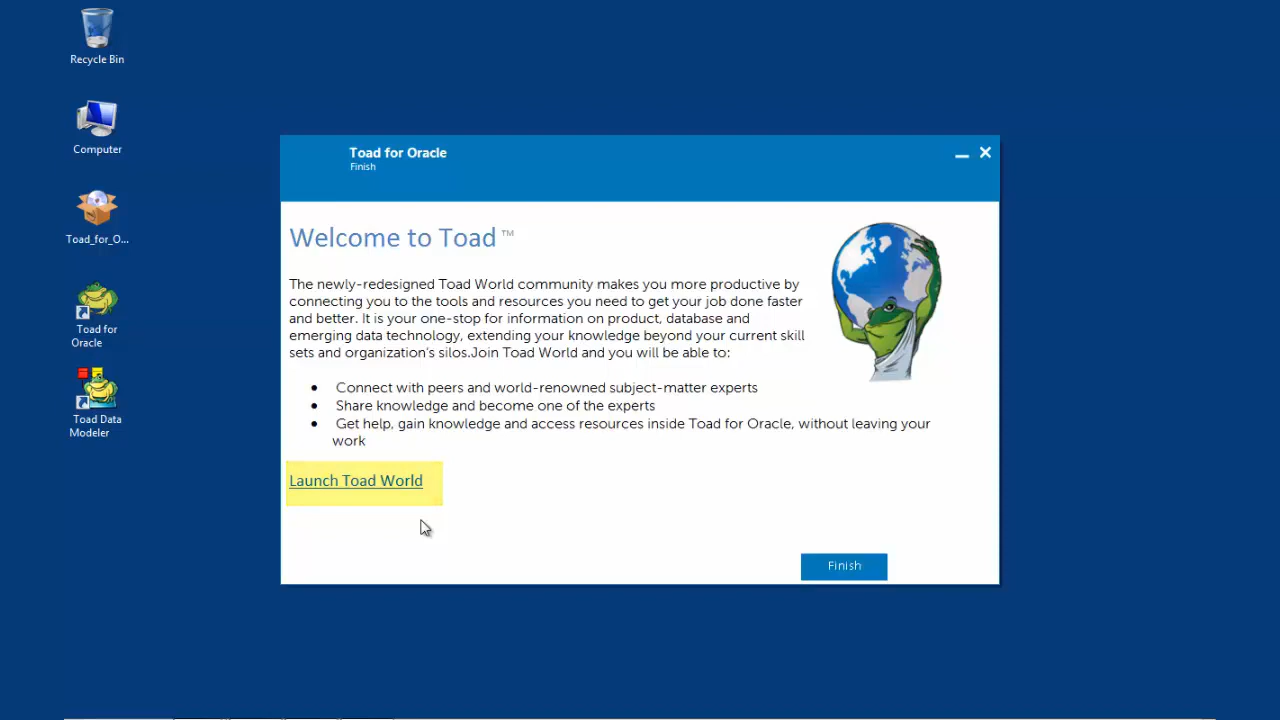 Recycle Bin
Computer
Toad_for_O...
Toad for
Oracle
Toad Data
Modeler
Toad for Oracle
Finish
Welcome to Toad ™
The newly-redesigned Toad World community makes you more productive by
connecting you to the tools and resources you need to get your job done faster
and better. It is your one-stop for information on product, database and
emerging data technology, extending your knowledge beyond your current skill
sets and organization's silos.Join Toad World and you will be able to:
• Connect with peers and world-renowned subject-matter experts
• Share knowledge and become one of the experts
• Get help, gain knowledge and access resources inside Toad for Oracle, without leaving your
work
Launch Toad World
Finish